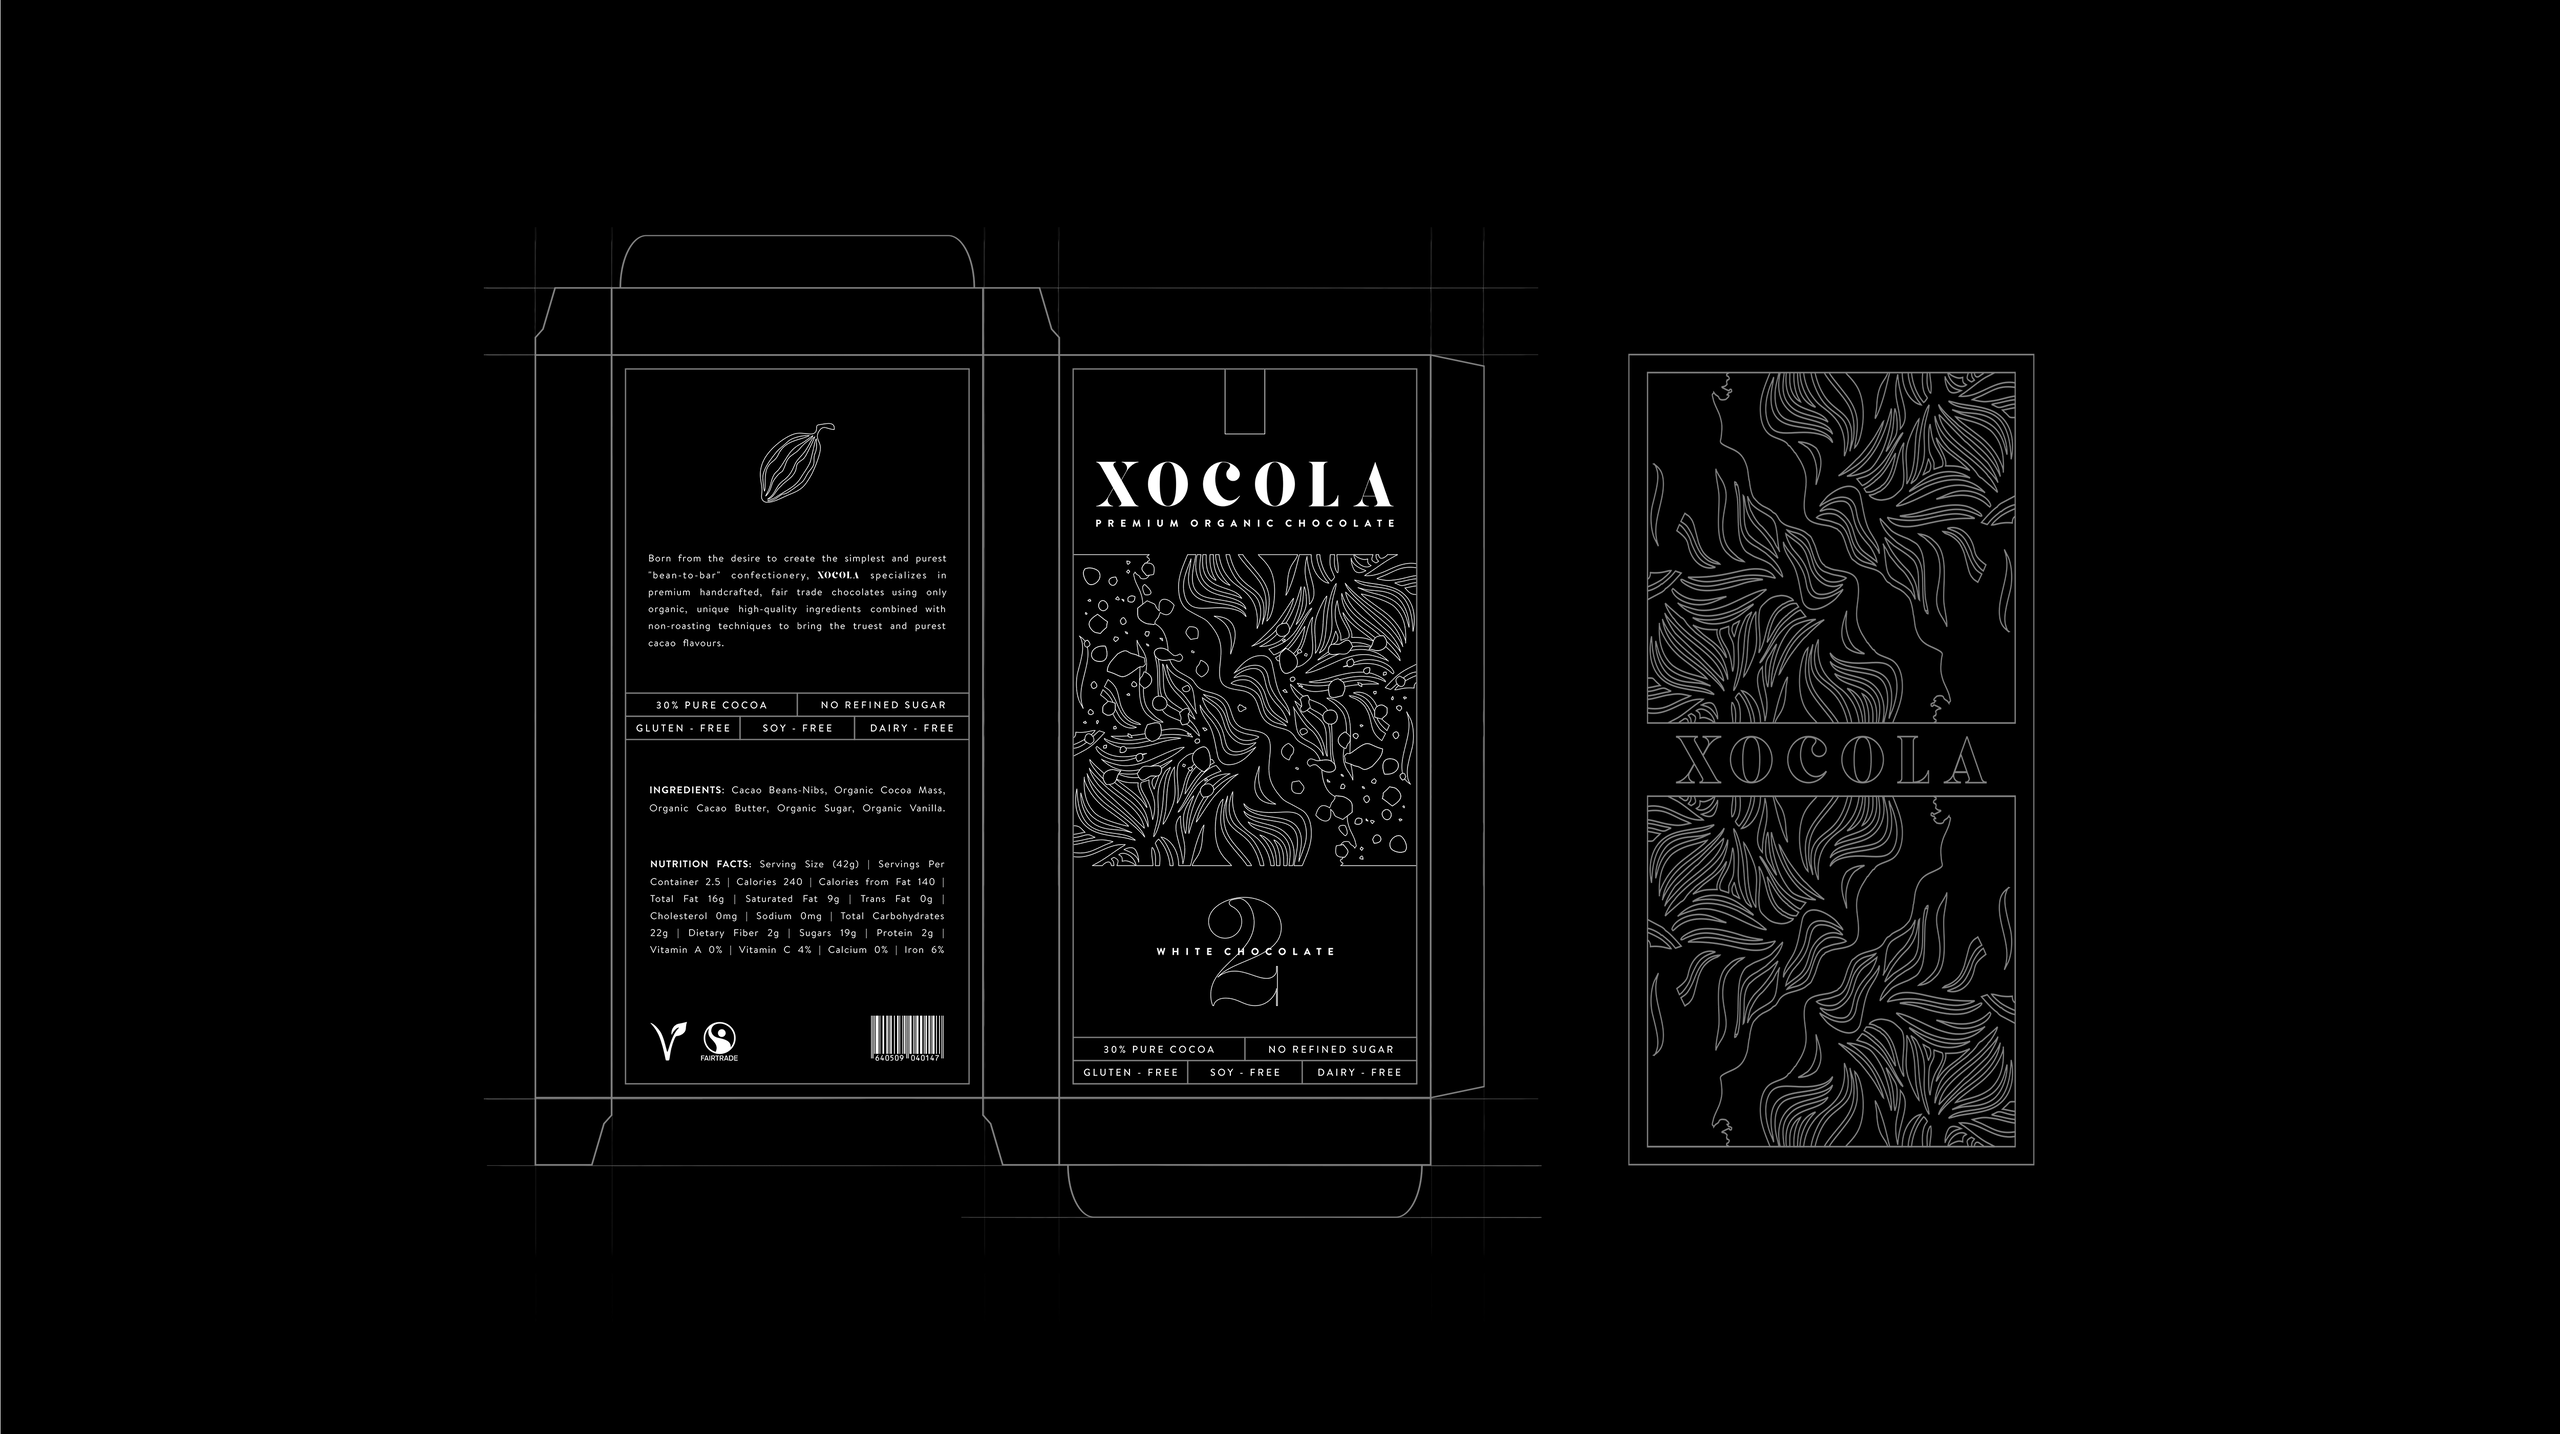 Born from the desire to create the simplest and purest
"bean-to-bar" confectionery, XOCOLA specializes in
premium handcrafted, fair trade chocolates using only
organic, unique high-quality ingredients combined with
non-roasting techniques to bring the truest and purest
cacao flavours.
30% PURE COCOA
NO REFINED SUGAR
GLUTEN - FREE
SOY - FREE
DAIRY - FREE
INGREDIENTS: Cacao Beans-Nibs, Organic Cocoa Mass,
Organic Cacao Butter, Organic Sugar, Organic Vanilla.
NUTRITION FACTS: Serving Size (42g) | Servings Per
Container 2.5 | Calories 240 | Calories from Fat 140 |
Total Fat 16g | Saturated Fat 9g | Trans Fat 0g |
Cholesterol 0mg | Sodium 0mg | Total Carbohydrates
22g | Dietary Fiber 2g | Sugars 19g | Protein 2g |
Vitamin A 0% | Vitamin C 4% | Calcium 0% | Iron 6%
FAIRTRADE
640509 040147
XOCOLA
PREMIUM ORGANIC CHOCOLATE
2
WHITE CHOCOLATE
30% PURE COCOA
NO REFINED SUGAR
GLUTEN - FREE
SOY - FREE
DAIRY - FREE
XOCOLA